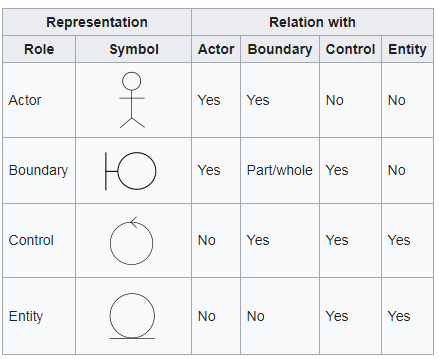 Representation Relation with
Role Symbol Actor Boundary Control Entity
Actor Yes Yes No No
Boundary Yes Part/whole Yes No
Control No Yes Yes Yes
Entity No No Yes Yes